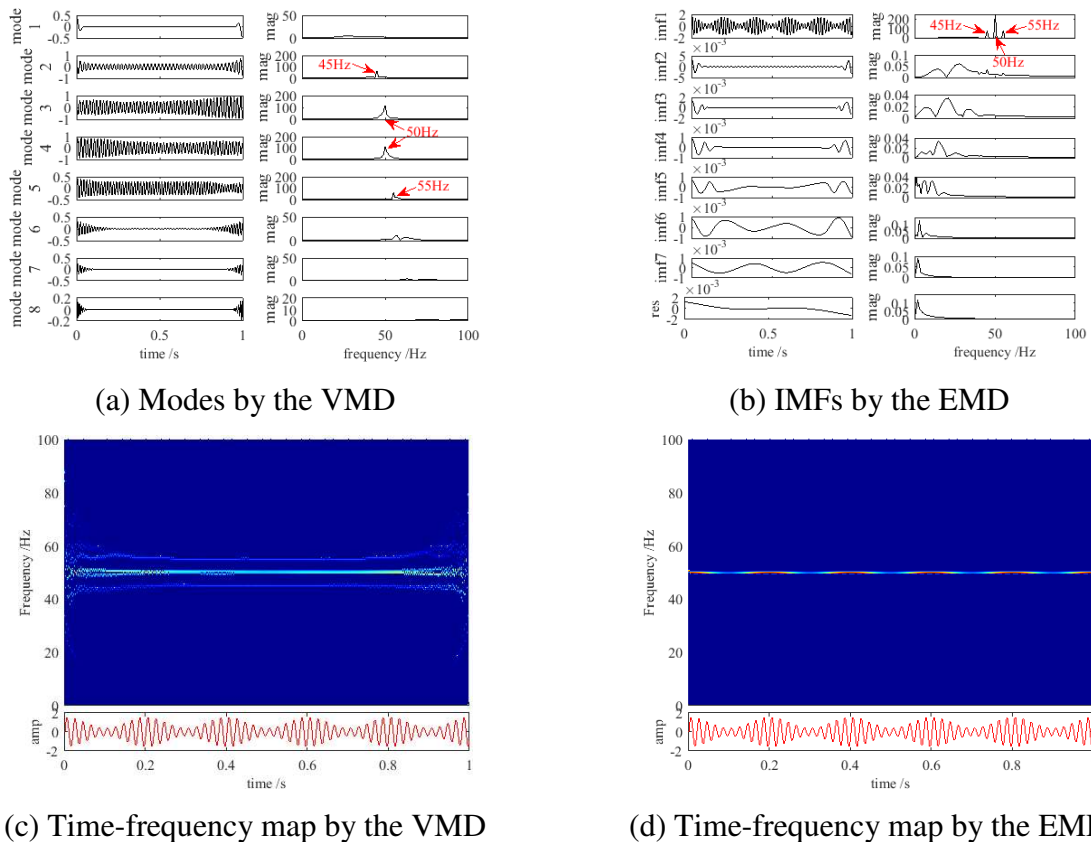 mode 1 0.5 0 -0.5 50 mag 0
mode 2 1 0 -1 100 mag 50 0 45Hz
mode 3 1 0 -1 200 mag 100 0
50Hz
mode 4 1 0 -1 200 mag 100 0
mode 5 1 0 -1 200 mag 100 0 55Hz
mode 6 0.5 0 -0.5 50 mag 0
mode 7 0.5 0 -0.5 50 mag 0
mode 8 0.2 0 -0.2 20 mag 10 0
0 0.5 1 0 50 100
time /s frequency /Hz
(a) Modes by the VMD
imf1 2 0 -2 mag 200 100 0 45Hz 55Hz
50Hz
×10⁻³
imf2 5 0 -5 mag 0.1 0.05 0
×10⁻³
imf3 2 0 -2 mag 0.04 0.02 0
×10⁻³
imf4 1 0 -1 mag 0.04 0.02 0
×10⁻³
imf5 1 0 -1 mag 0.04 0.02 0
×10⁻³
imf6 1 0 -1 mag 0.1 0.05 0
×10⁻³
imf7 1 0 -1 mag 0.1 0.05 0
×10⁻³
res 2 0 -2 mag 0.1 0.05 0
0 0.5 1 0 50 100
time /s frequency /Hz
(b) IMFs by the EMD
100
80
60
40
20
0
Frequency /Hz
2 0 -2 amp
0 0.2 0.4 0.6 0.8 1
time /s
(c) Time-frequency map by the VMD
100
80
60
40
20
0
Frequency /Hz
2 0 -2 amp
0 0.2 0.4 0.6 0.8
time /s
(d) Time-frequency map by the EMD